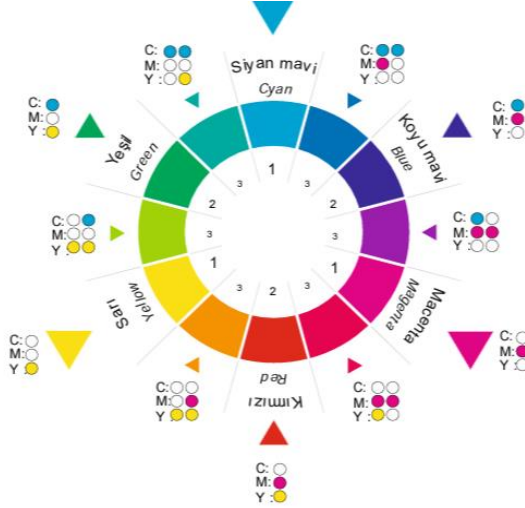 Siyan mavi
Cyan
C:
M:
Y :
C:
M:
Y :
Koyu mavi
Blue
C:
M:
Y :
C:
M:
Y :
Macenta
Magenta
C:
M:
Y :
C:
M:
Y :
Kırmızı
Red
C:
M:
Y :
C:
M:
Y :
Sarı
Yellow
C:
M:
Y :
C:
M:
Y :
Yeşil
Green
C:
M:
Y :
C:
M:
Y :
1
3
2
3
1
3
2
3
1
3
2
3